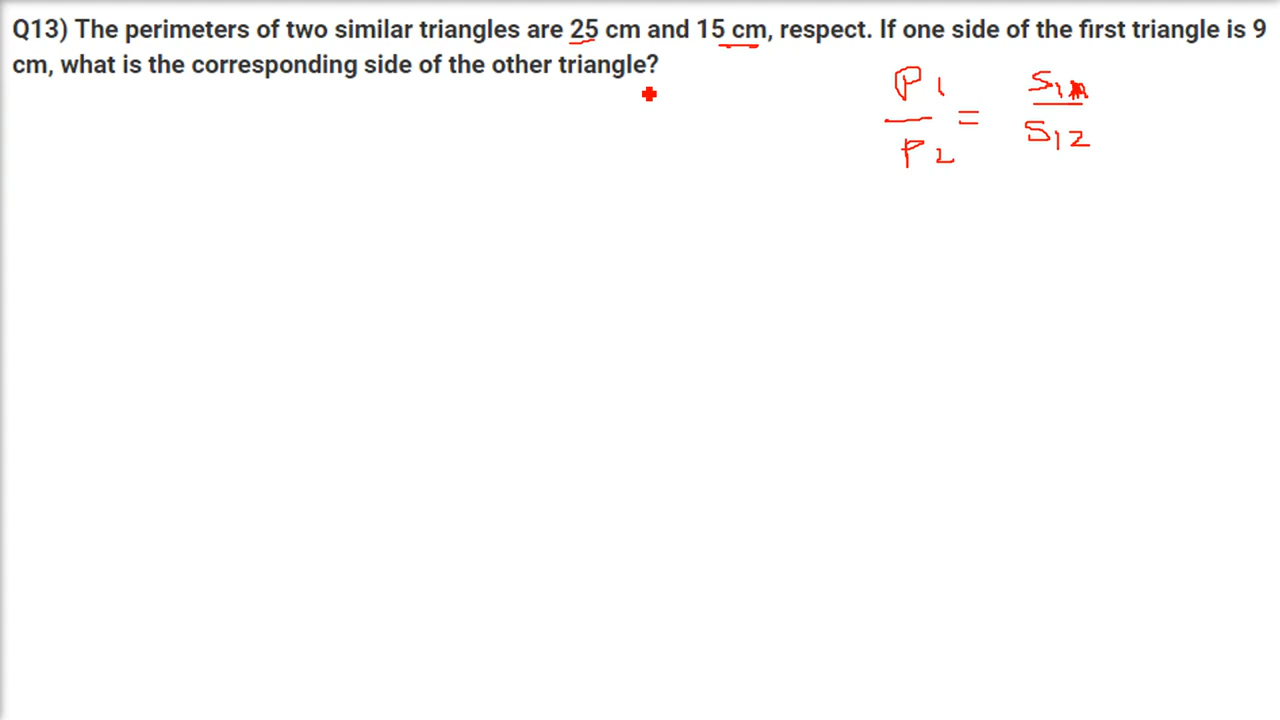 Q13) The perimeters of two similar triangles are 25 cm and 15 cm, respect. If one side of the first triangle is 9
cm, what is the corresponding side of the other triangle?
P1 = S1
P2 S12